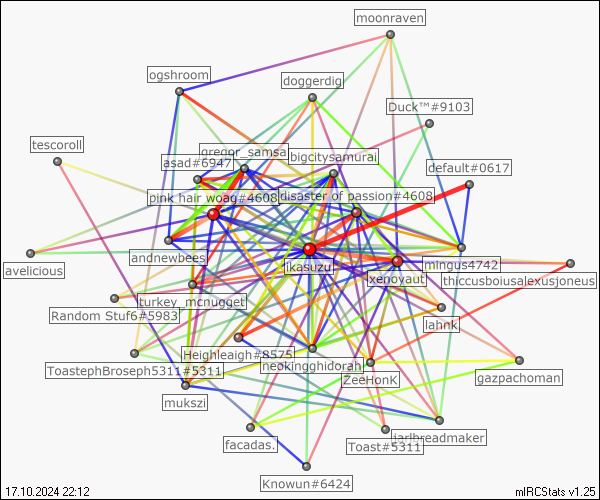 moonraven
ogshroom
doggerdig
Duck™#9103
tescoroll
gregor_samsa
asad#6947
bigcitysamurai
default#0617
pink hair woag#4608
disaster of passion#4608
andnewbees
ikasuzu
mingus4742
avelicious
xenoyaut
thiccusboiusalexusjoneus
turkey_mcnugget
Random Stuf6#5983
lahnk
Heighleigh#8575
neokingghidorah
ToastephBroseph5311#5311
ZeeHonk
gazpachoman
mukszi
facadas.
jarlbreadmaker
Toast#5311
Knowun#6424
17.10.2024 22:12
mIRCStats v1.25